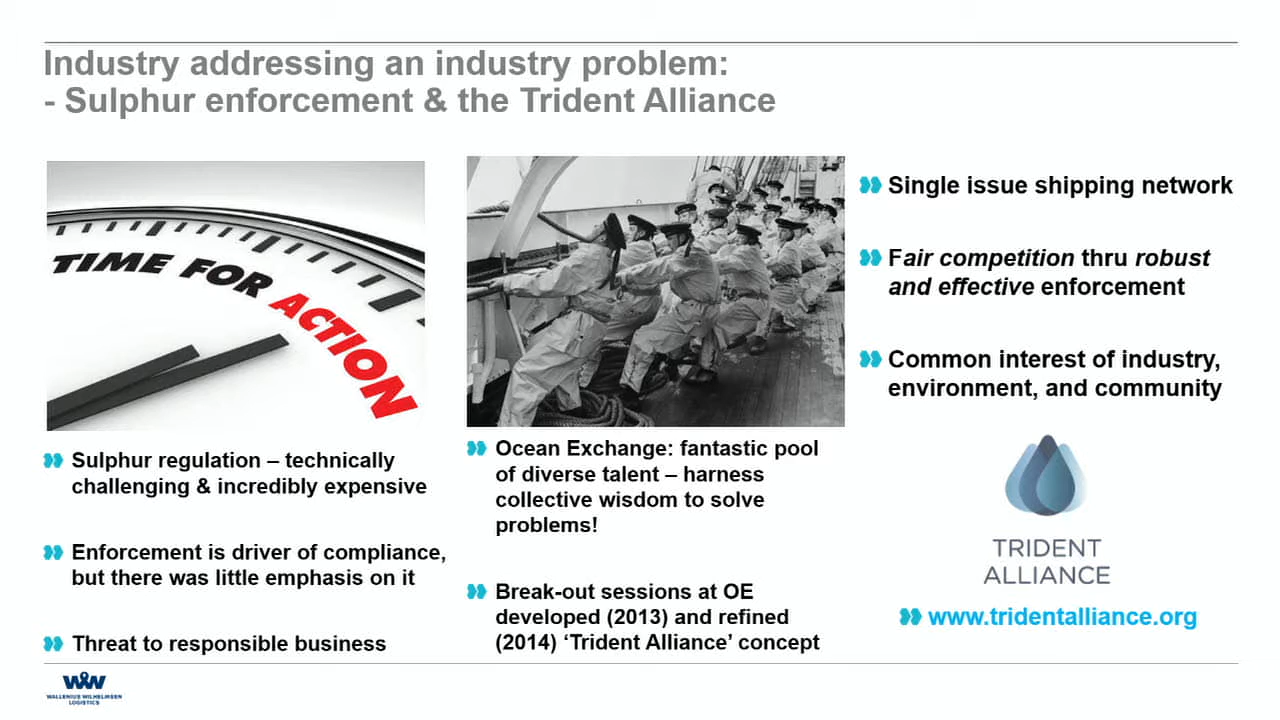 Industry addressing an industry problem:
- Sulphur enforcement & the Trident Alliance
TIME FOR ACTION
Sulphur regulation – technically
challenging & incredibly expensive
Enforcement is driver of compliance,
but there was little emphasis on it
Threat to responsible business
Ocean Exchange: fantastic pool
of diverse talent – harness
collective wisdom to solve
problems!
Break-out sessions at OE
developed (2013) and refined
(2014) ‘Trident Alliance’ concept
Single issue shipping network
Fair competition thru robust
and effective enforcement
Common interest of industry,
environment, and community
TRIDENT
ALLIANCE
www.tridentalliance.org
WALLENIUS WILHELMSEN
LOGISTICS